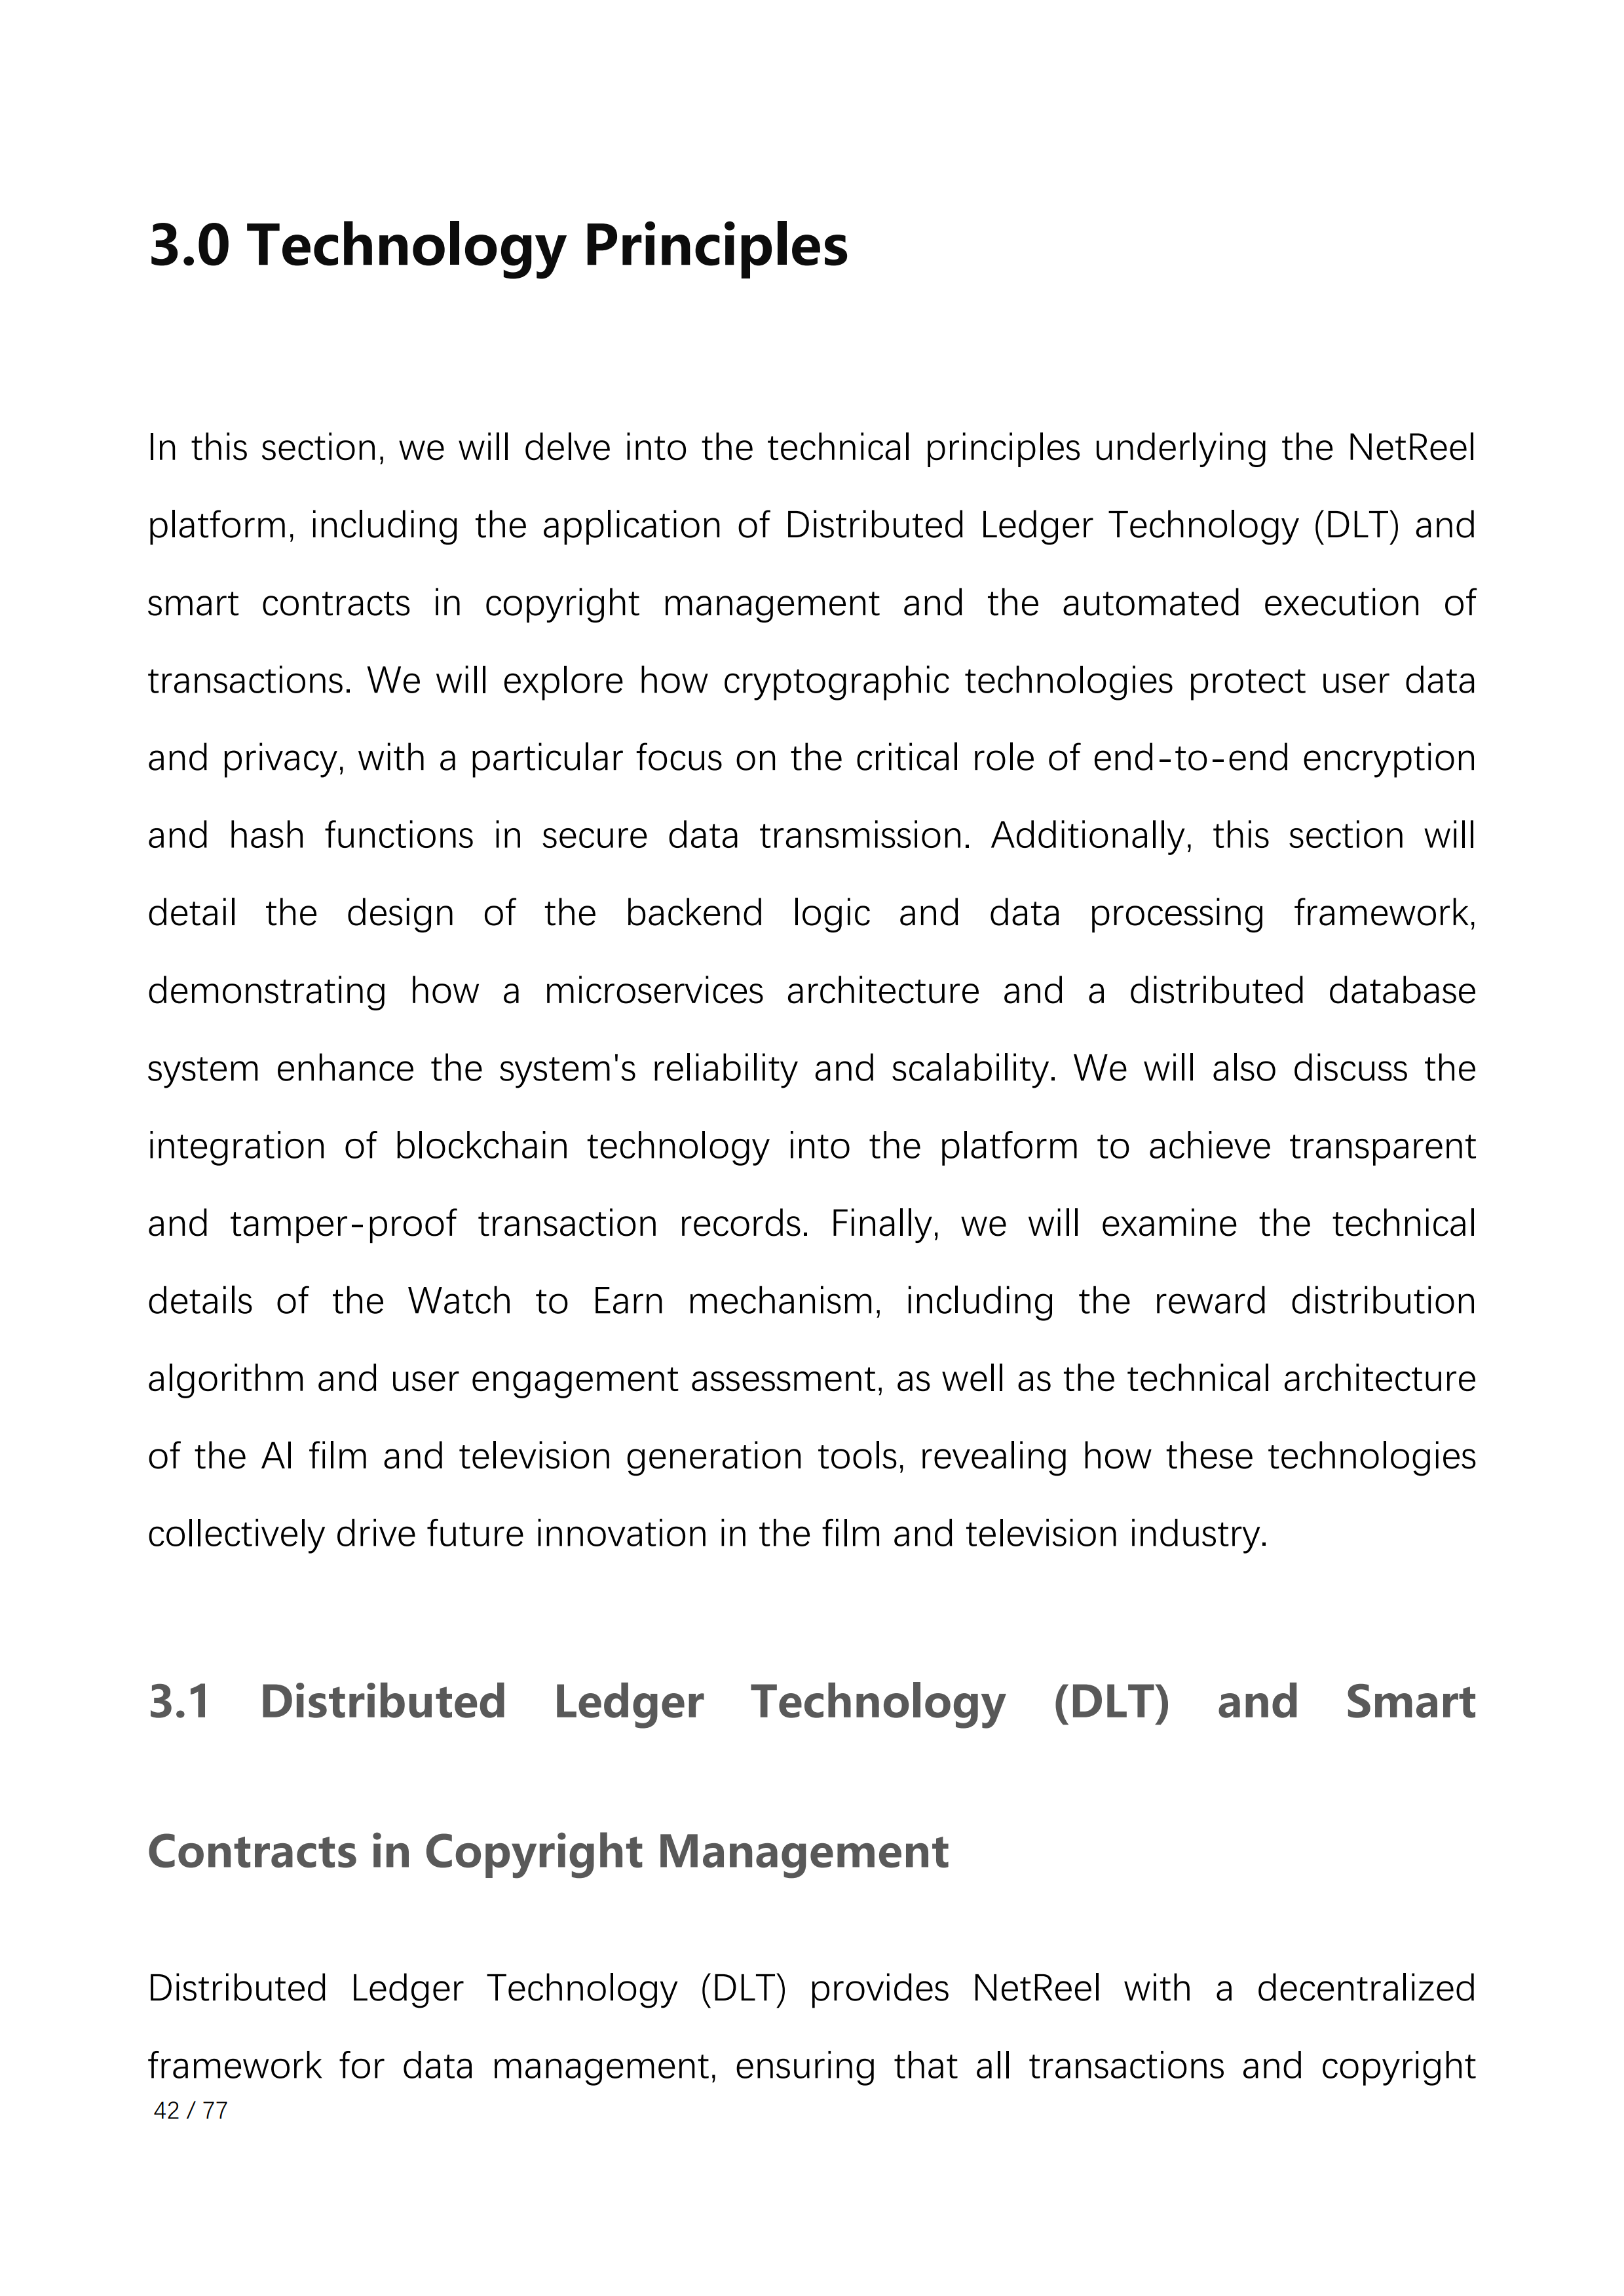 3.0 Technology Principles
In this section, we will delve into the technical principles underlying the NetReel
platform, including the application of Distributed Ledger Technology (DLT) and
smart contracts in copyright management and the automated execution of
transactions. We will explore how cryptographic technologies protect user data
and privacy, with a particular focus on the critical role of end-to-end encryption
and hash functions in secure data transmission. Additionally, this section will
detail the design of the backend logic and data processing framework,
demonstrating how a microservices architecture and a distributed database
system enhance the system's reliability and scalability. We will also discuss the
integration of blockchain technology into the platform to achieve transparent
and tamper-proof transaction records. Finally, we will examine the technical
details of the Watch to Earn mechanism, including the reward distribution
algorithm and user engagement assessment, as well as the technical architecture
of the AI film and television generation tools, revealing how these technologies
collectively drive future innovation in the film and television industry.
3.1 Distributed Ledger Technology (DLT) and Smart
Contracts in Copyright Management
Distributed Ledger Technology (DLT) provides NetReel with a decentralized
framework for data management, ensuring that all transactions and copyright
42 / 77